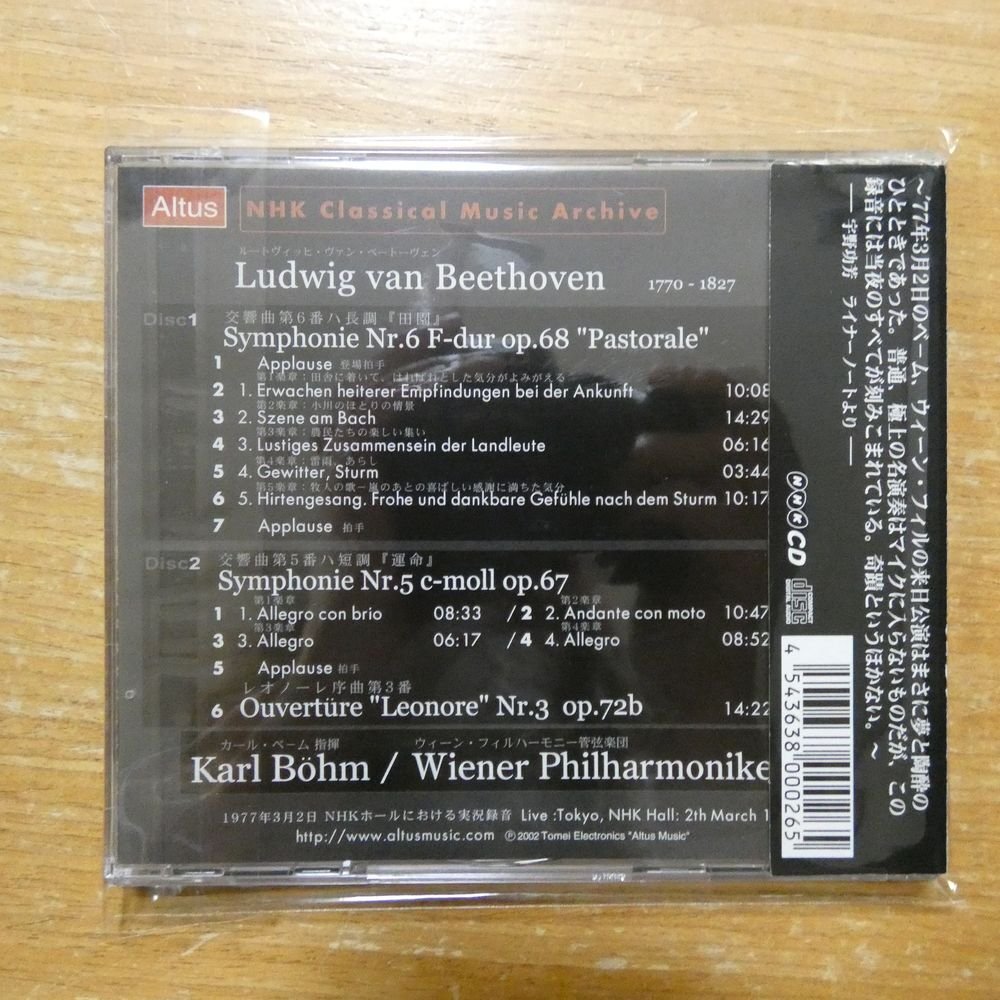 Altus
NHK Classical Music Archive
ルートヴィッヒ・ヴァン・ベートーヴェン
Ludwig van Beethoven 1770 - 1827
Disc1 交響曲第6番ハ長調『田園』
Symphonie Nr.6 F-dur op.68 "Pastorale"
1 Applause 登場拍手
第1楽章：田舎に着いて、はればれとした気分がよみがえる
2 1. Erwachen heiterer Empfindungen bei der Ankunft 10:08
第2楽章：小川のほとりの情景
3 2. Szene am Bach 14:29
第3楽章：農民たちの楽しい集い
4 3. Lustiges Zusammensein der Landleute 06:16
第4楽章：雷雨、あらし
5 4. Gewitter, Sturm 03:44
第5楽章：牧人の歌－嵐のあとの喜ばしい感謝に満ちた気分
6 5. Hirtengesang. Frohe und dankbare Gefühle nach dem Sturm 10:17
7 Applause 拍手
Disc2 交響曲第5番ハ短調『運命』
Symphonie Nr.5 c-moll op.67
第1楽章 第2楽章
1 1. Allegro con brio 08:33 / 2 2. Andante con moto 10:47
第3楽章 第4楽章
3 3. Allegro 06:17 / 4 4. Allegro 08:52
5 Applause 拍手
レオノーレ序曲第3番
6 Ouvertüre "Leonore" Nr.3 op.72b 14:22
カール・ベーム 指揮 ウィーン・フィルハーモニー管弦楽団
Karl Böhm / Wiener Philharmonike
1977年3月2日 NHKホールにおける実況録音 Live :Tokyo, NHK Hall: 2th March 1
http://www.altusmusic.com ℗2002 Tomei Electronics "Altus Music"
～'77年3月2日のベーム、ウィーン・フィルの来日公演はまさに夢と陶酔の
ひとときであった。普通、極上の名演奏はマイクに入らないものだが、この
録音には当夜のすべてが刻みこまれている。奇蹟というほかない。～
―― 宇野功芳 ライナーノートより ――
NHKCD
COMPACT
disc
DIGITAL AUDIO
4 543638 000265